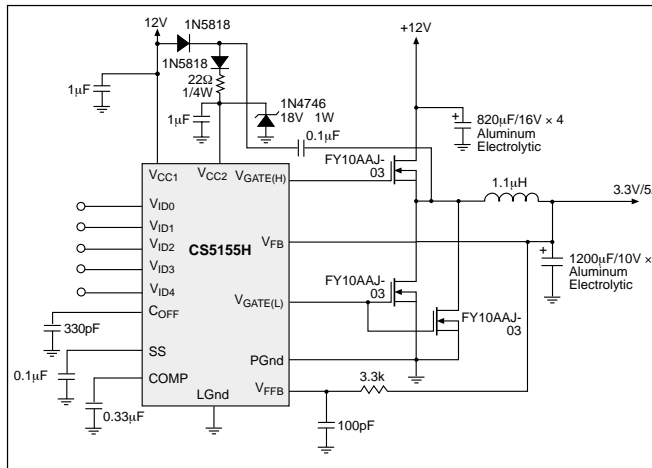 12V
1N5818
1N5818
22Ω
1/4W
1µF
1µF
1N4746
18V 1W
0.1µF
+12V
820µF/16V × 4
Aluminum
Electrolytic
FY10AAJ-
03
1.1µH
3.3V/5
VCC1
VCC2
VGATE(H)
VID0
VID1
VID2
VID3
VID4
CS5155H
VFB
1200µF/10V ×
Aluminum
Electrolytic
VGATE(L)
FY10AAJ-
03
FY10AAJ-
03
COFF
330pF
SS
0.1µF
COMP
0.33µF
LGnd
PGnd
VFFB
3.3k
100pF